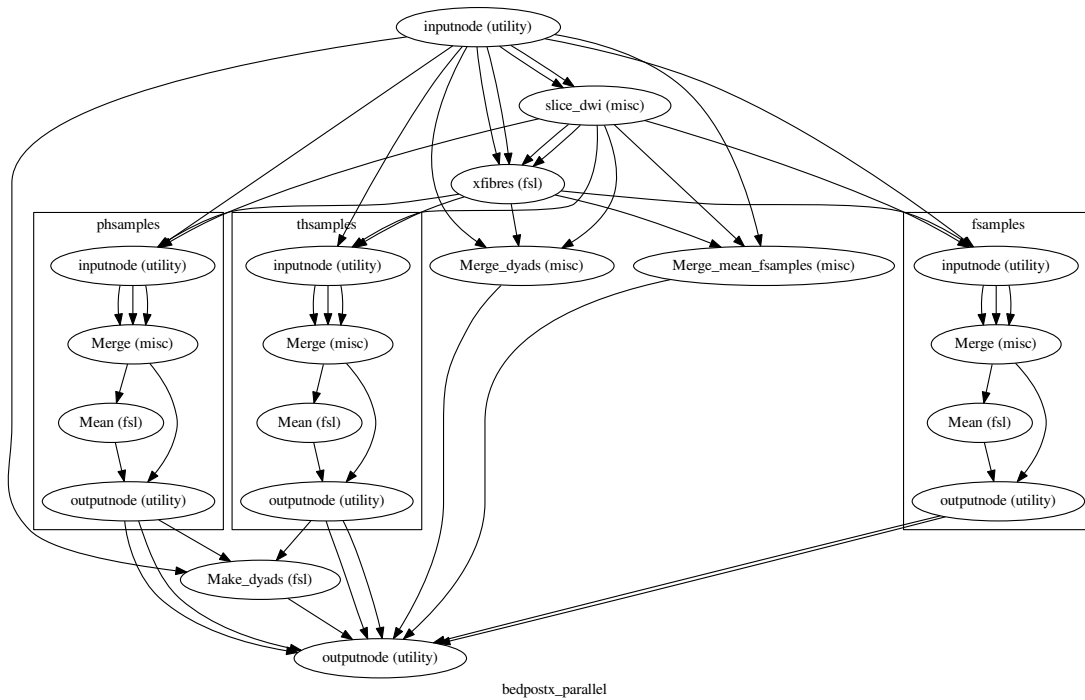 inputnode (utility)
slice_dwi (misc)
xfibres (fsl)
phsamples
thsamples
fsamples
inputnode (utility)
inputnode (utility)
Merge_dyads (misc)
Merge_mean_fsamples (misc)
inputnode (utility)
Merge (misc)
Merge (misc)
Merge (misc)
Mean (fsl)
Mean (fsl)
Mean (fsl)
outputnode (utility)
outputnode (utility)
outputnode (utility)
Make_dyads (fsl)
outputnode (utility)
bedpostx_parallel